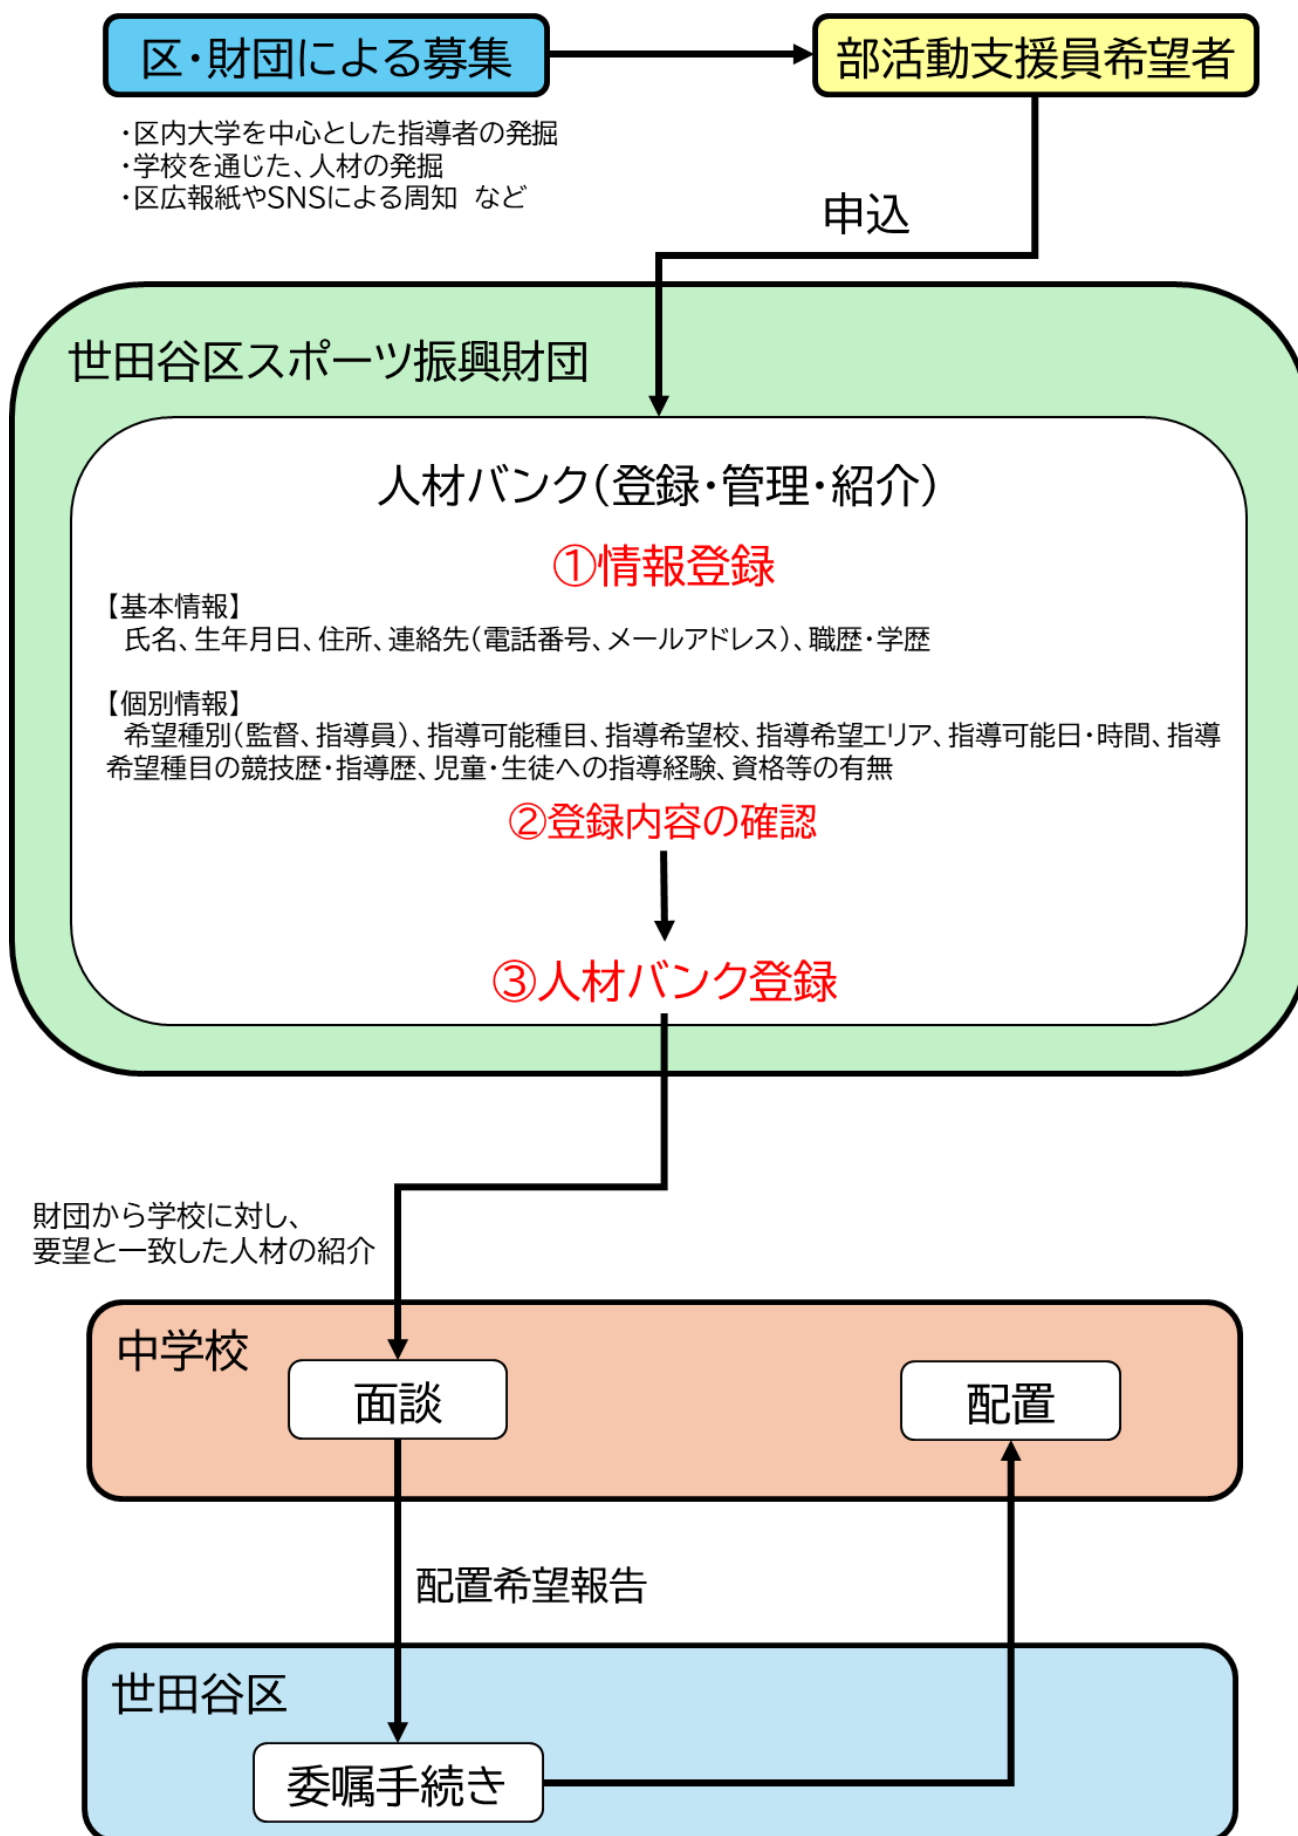 区・財団による募集
部活動支援員希望者
・区内大学を中心とした指導者の発掘
・学校を通じた、人材の発掘
・区広報紙やSNSによる周知 など
申込
世田谷区スポーツ振興財団
人材バンク（登録・管理・紹介）
①情報登録
【基本情報】
氏名、生年月日、住所、連絡先（電話番号、メールアドレス）、職歴・学歴
【個別情報】
希望種別（監督、指導員）、指導可能種目、指導希望校、指導希望エリア、指導可能日・時間、指導
希望種目の競技歴・指導歴、児童・生徒への指導経験、資格等の有無
②登録内容の確認
③人材バンク登録
財団から学校に対し、
要望と一致した人材の紹介
中学校
面談
配置
配置希望報告
世田谷区
委嘱手続き